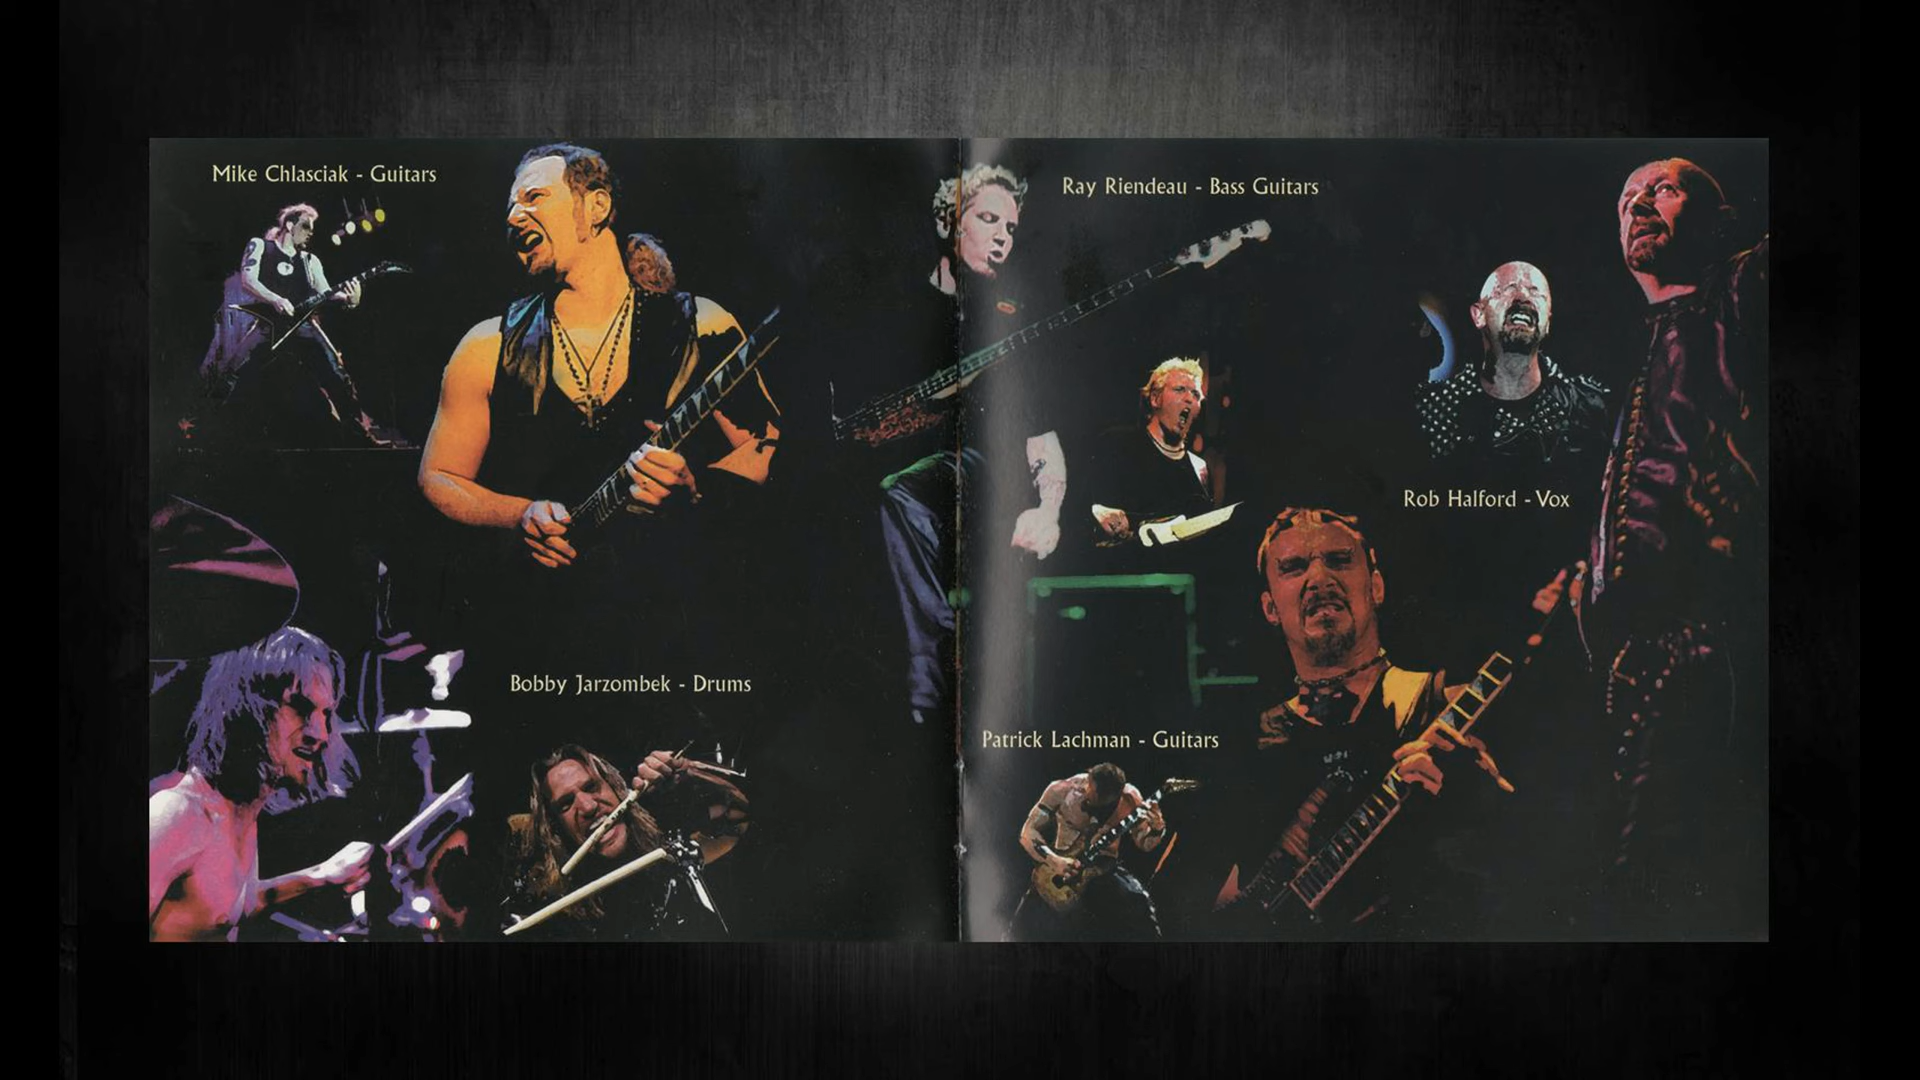 Mike Chlasciak - Guitars
Bobby Jarzombek - Drums
Ray Riendeau - Bass Guitars
Rob Halford - Vox
Patrick Lachman - Guitars